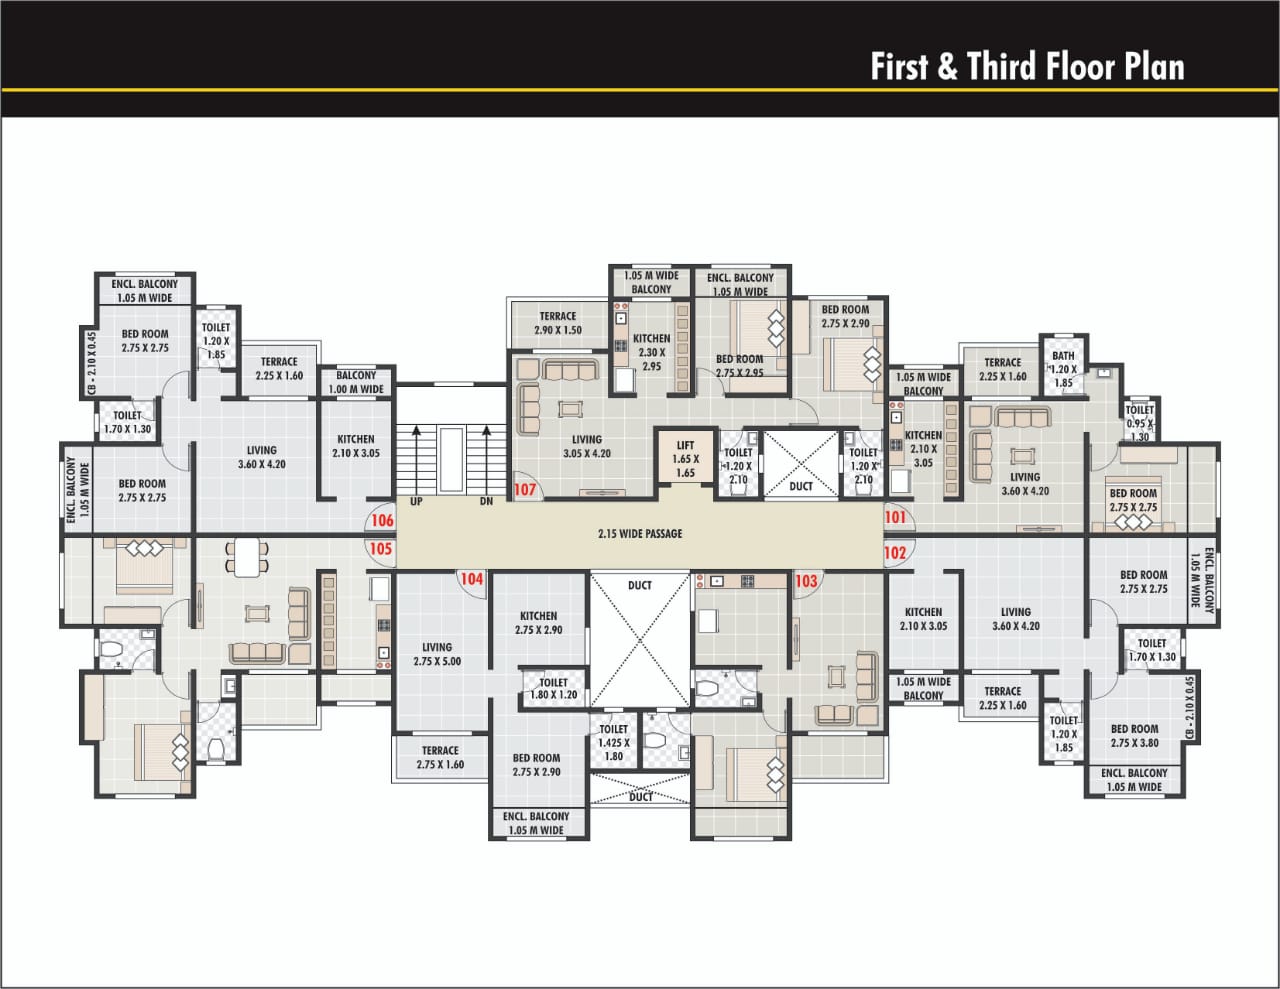 First & Third Floor Plan
ENCL. BALCONY
1.05 M WIDE
BED ROOM
2.75 X 2.75
CB - 2.10 X 0.45
TOILET
1.20 X
1.85
TERRACE
2.25 X 1.60
BALCONY
1.00 M WIDE
TOILET
1.70 X 1.30
LIVING
3.60 X 4.20
KITCHEN
2.10 X 3.05
ENCL. BALCONY
1.05 M WIDE
BED ROOM
2.75 X 2.75
106
UP
DN
TERRACE
2.90 X 1.50
1.05 M WIDE
BALCONY
KITCHEN
2.30 X
2.95
ENCL. BALCONY
1.05 M WIDE
BED ROOM
2.75 X 2.95
BED ROOM
2.75 X 2.90
LIVING
3.05 X 4.20
107
LIFT
1.65 X
1.65
TOILET
1.20 X
2.10
DUCT
TOILET
1.20 X
2.10
1.05 M WIDE
BALCONY
TERRACE
2.25 X 1.60
BATH
1.20 X
1.85
TOILET
0.95 X
1.30
KITCHEN
2.10 X
3.05
LIVING
3.60 X 4.20
BED ROOM
2.75 X 2.75
101
2.15 WIDE PASSAGE
105
104
103
102
LIVING
2.75 X 5.00
KITCHEN
2.75 X 2.90
DUCT
TOILET
1.80 X 1.20
TERRACE
2.75 X 1.60
BED ROOM
2.75 X 2.90
TOILET
1.425 X
1.80
DUCT
ENCL. BALCONY
1.05 M WIDE
KITCHEN
2.10 X 3.05
LIVING
3.60 X 4.20
BED ROOM
2.75 X 2.75
ENCL. BALCONY
1.05 M WIDE
TOILET
1.70 X 1.30
1.05 M WIDE
BALCONY
TERRACE
2.25 X 1.60
TOILET
1.20 X
1.85
BED ROOM
2.75 X 3.80
CB - 2.10 X 0.45
ENCL. BALCONY
1.05 M WIDE